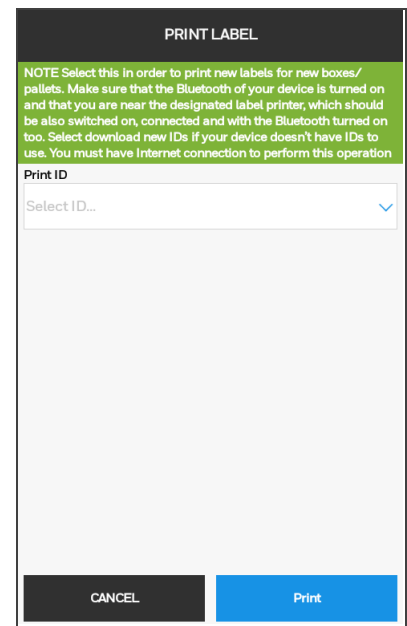 PRINT LABEL
NOTE Select this in order to print new labels for new boxes/
pallets. Make sure that the Bluetooth of your device is turned on
and that you are near the designated label printer, which should
be also switched on, connected and with the Bluetooth turned on
too. Select download new IDs if your device doesn't have IDs to
use. You must have Internet connection to perform this operation
Print ID
Select ID...
CANCEL
Print